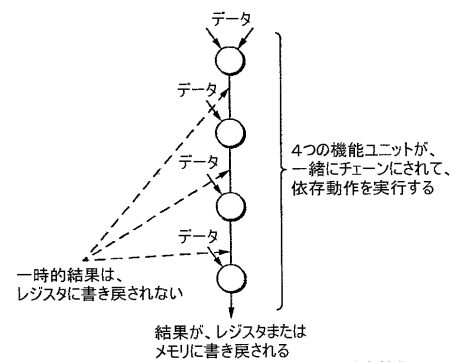 データ
データ
データ
データ
4つの機能ユニットが、
一緒にチェーンにされて、
依存動作を実行する
一時的結果は、
レジスタに書き戻されない
結果が、レジスタまたは
メモリに書き戻される